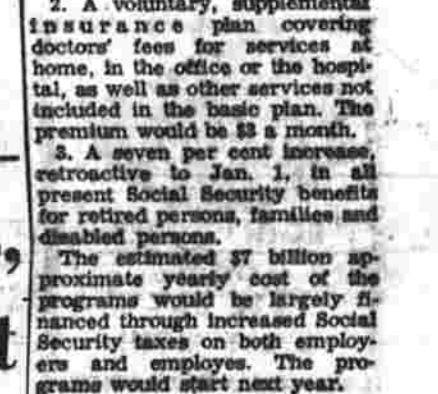 2. A voluntary, supplemental
insurance plan covering
doctors' fees for services at
home, in the office or the hospi-
tal, as well as other services not
included in the basic plan. The
premium would be $3 a month.
3. A seven per cent increase,
retroactive to Jan. 1, in all
present Social Security benefits
for retired persons, families and
disabled persons.
The estimated $7 billion ap-
proximate yearly cost of the
programs would be largely fi-
nanced through increased Social
Security taxes on both employ-
ers and employes. The pro-
grams would start next year.